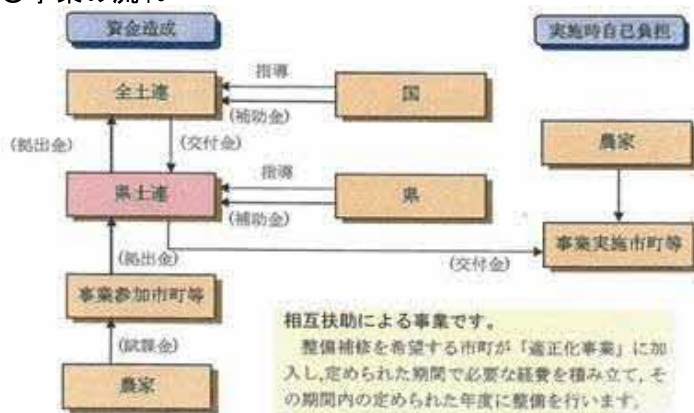 資金造成
実施時自己負担
全土連
指導
国
(補助金)
(拠出金)
(交付金)
農家
県土連
指導
県
(補助金)
(拠出金)
(交付金)
事業実施市町等
事業参加市町等
(賦課金)
農家
相互扶助による事業です。
整備補修を希望する市町が「適正化事業」に加
入し,定められた期間で必要な経費を積み立て,そ
の期間内の定められた年度に整備を行います。